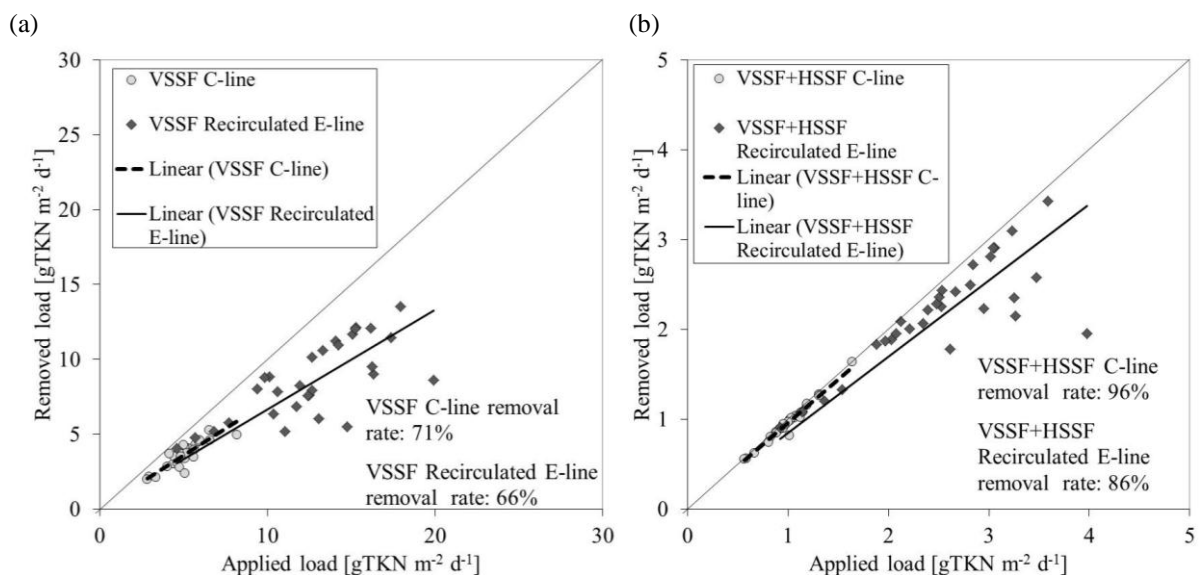 (a)
30
25
20
15
10
5
0
0
10
20
30
Removed load [gTKN m-2 d-1]
Applied load [gTKN m-2 d-1]
VSSF C-line
VSSF Recirculated E-line
Linear (VSSF C-line)
Linear (VSSF Recirculated
E-line)
VSSF C-line removal
rate: 71%
VSSF Recirculated E-line
removal rate: 66%
(b)
5
4
3
2
1
0
0
1
2
3
4
5
Removed load [gTKN m-2 d-1]
Applied load [gTKN m-2 d-1]
VSSF+HSSF C-line
VSSF+HSSF
Recirculated E-line
Linear (VSSF+HSSF C-
line)
Linear (VSSF+HSSF
Recirculated E-line)
VSSF+HSSF C-line
removal rate: 96%
VSSF+HSSF
Recirculated E-line
removal rate: 86%